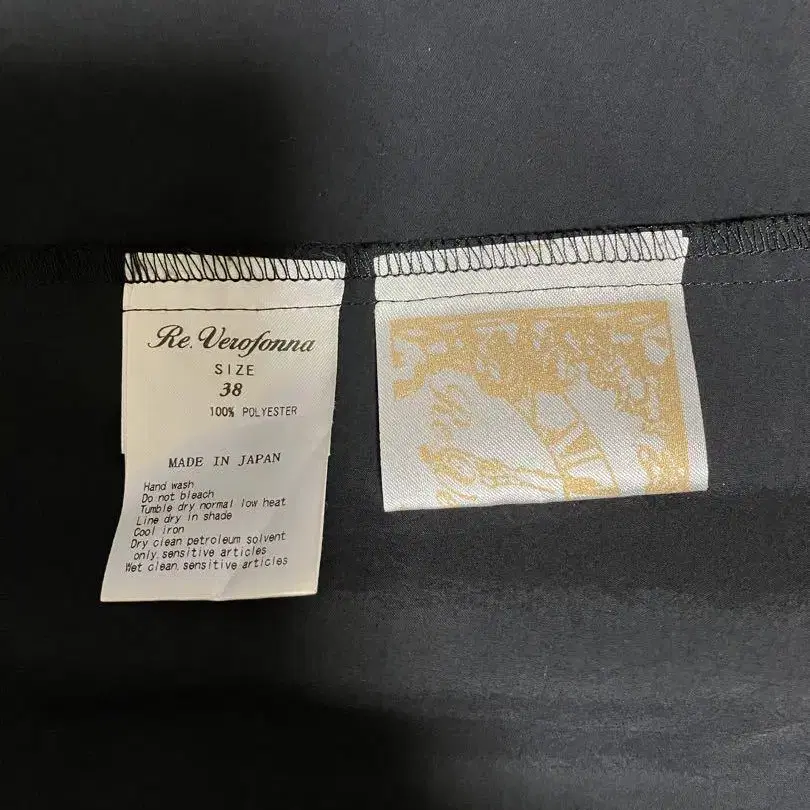 Re. Verofonna
SIZE
38
100% POLYESTER
MADE IN JAPAN
Hand wash
Do not bleach
Tumble dry normal low heat
Line dry in shade
Cool iron
Dry clean petroleum solvent
only. sensitive articles
Wet clean. sensitive articles